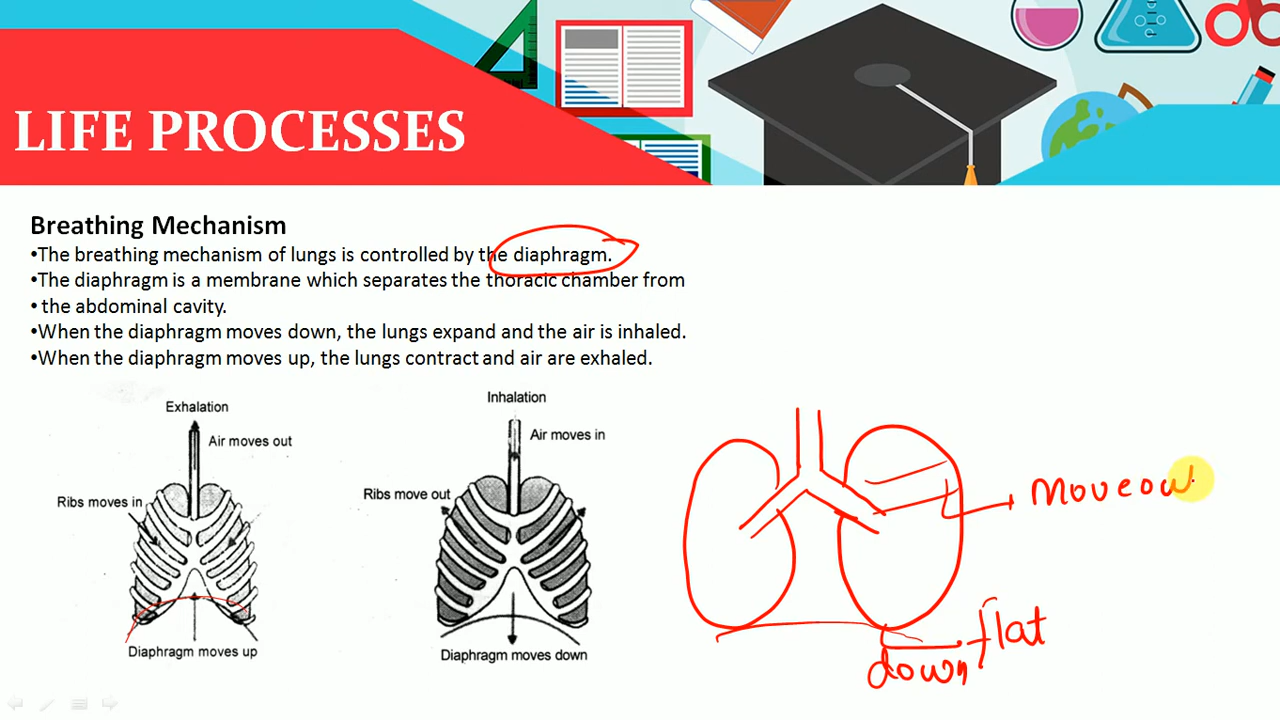 LIFE PROCESSES
Breathing Mechanism
•The breathing mechanism of lungs is controlled by the diaphragm.
•The diaphragm is a membrane which separates the thoracic chamber from
• the abdominal cavity.
•When the diaphragm moves down, the lungs expand and the air is inhaled.
•When the diaphragm moves up, the lungs contract and air are exhaled.
Exhalation
Air moves out
Ribs moves in
Diaphragm moves up
Inhalation
Air moves in
Ribs move out
Diaphragm moves down
Move
flat
down